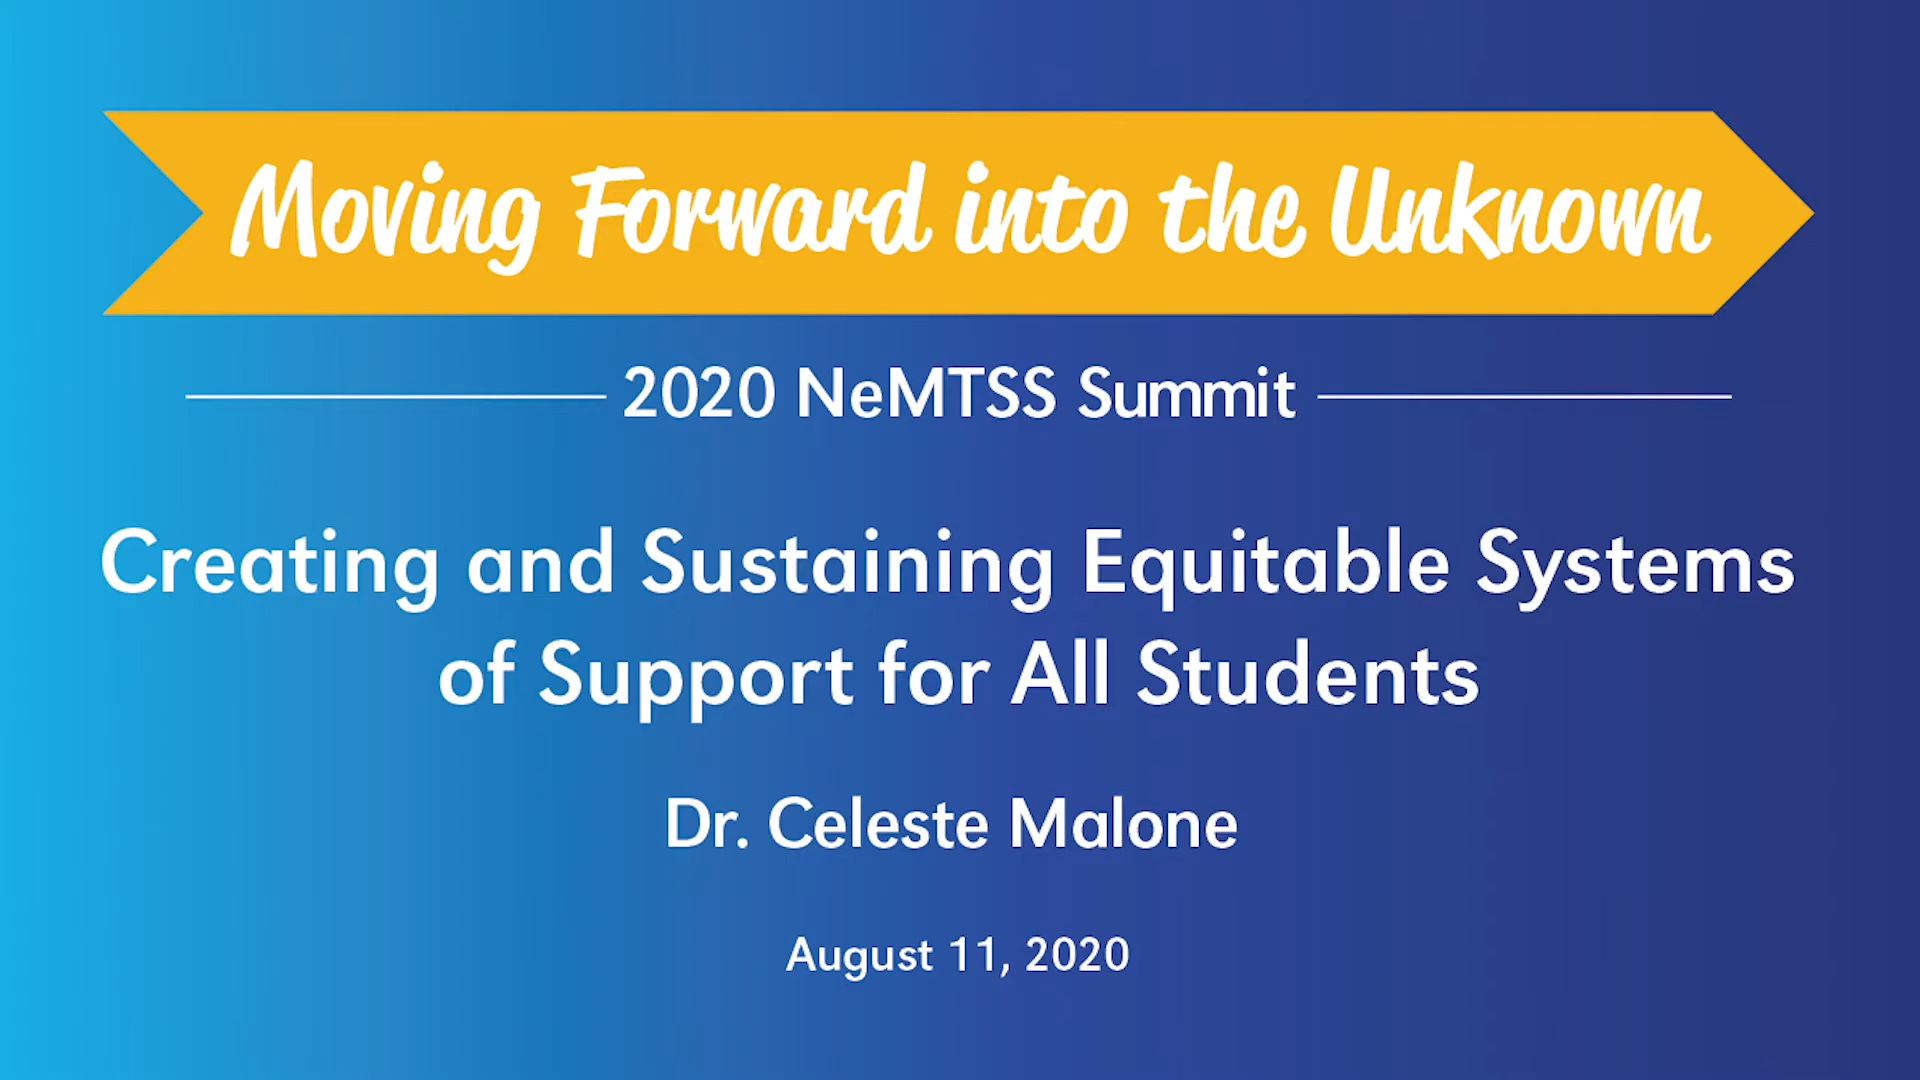 Moving Forward into the Unknown
2020 NeMTSS Summit
Creating and Sustaining Equitable Systems
of Support for All Students
Dr. Celeste Malone
August 11, 2020